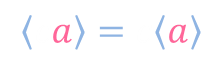 ⟨ a⟩ = ⟨a⟩